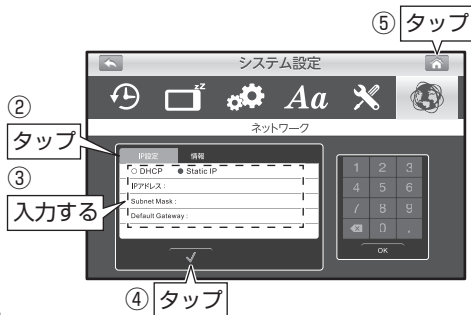 ⑤ タップ
システム設定
zz
Aa
②
タップ
ネットワーク
IP設定 情報
③
入力する
DHCP Static IP
IPアドレス :
Subnet Mask :
Default Gateway :
1 2 3
4 5 6
7 8 9
0 .
OK
④ タップ